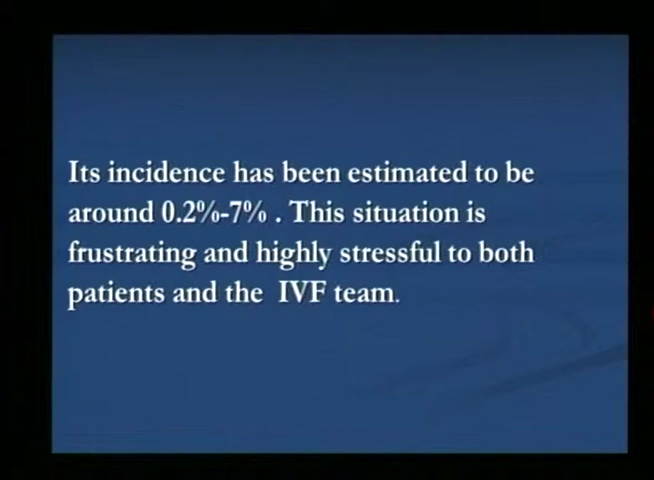 Its incidence has been estimated to be
around 0.2%-7% . This situation is
frustrating and highly stressful to both
patients and the IVF team.